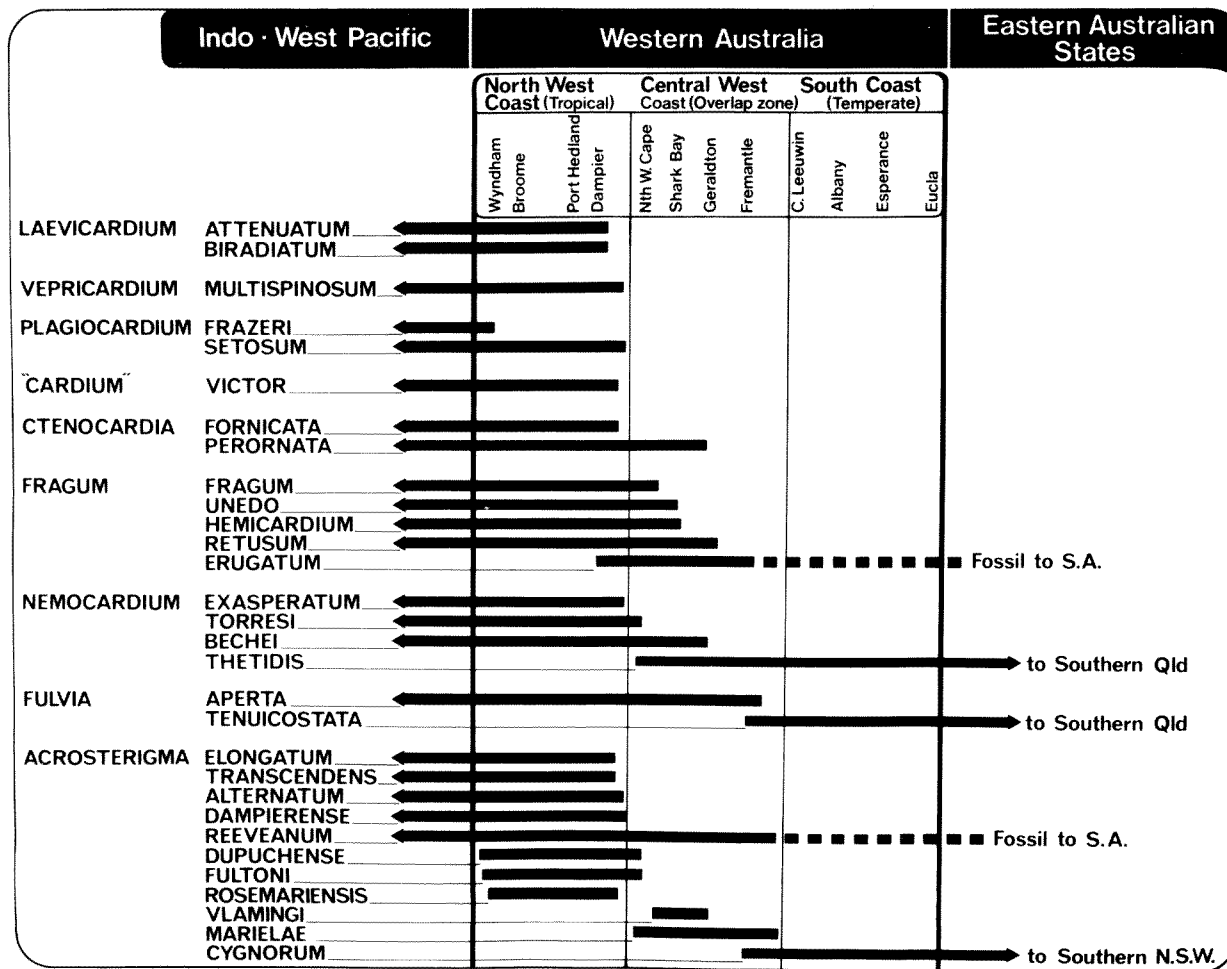 Indo · West Pacific
Western Australia
Eastern Australian
States
North West
Coast (Tropical)
Central West
Coast (Overlap zone)
South Coast
(Temperate)
Wyndham
Broome
Port Hedland
Dampier
Nth W. Cape
Shark Bay
Geraldton
Fremantle
C. Leeuwin
Albany
Esperance
Eucla
LAEVICARDIUM ATTENUATUM
BIRADIATUM
VEPRICARDIUM MULTISPINOSUM
PLAGIOCARDIUM FRAZERI
SETOSUM
"CARDIUM" VICTOR
CTENOCARDIA FORNICATA
PERORNATA
FRAGUM FRAGUM
UNEDO
HEMICARDIUM
RETUSUM
ERUGATUM Fossil to S.A.
NEMOCARDIUM EXASPERATUM
TORRESI
BECHEI
THETIDIS to Southern Qld
FULVIA APERTA
TENUICOSTATA to Southern Qld
ACROSTERIGMA ELONGATUM
TRANSCENDENS
ALTERNATUM
DAMPIERENSE
REEVEANUM Fossil to S.A.
DUPUCHENSE
FULTONI
ROSEMARIENSIS
VLAMINGI
MARIELAE
CYGNORUM to Southern N.S.W.